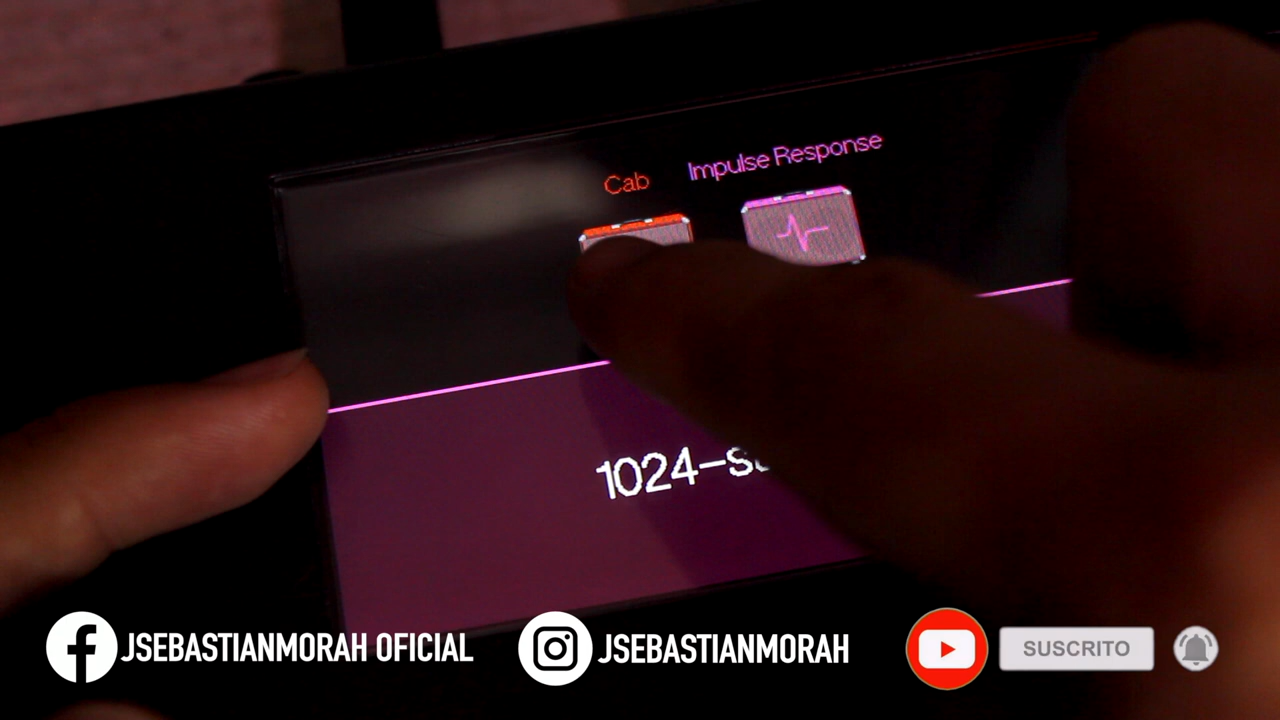 Cab
Impulse Response
1024-
JSEBASTIANMORAH OFICIAL
JSEBASTIANMORAH
SUSCRITO